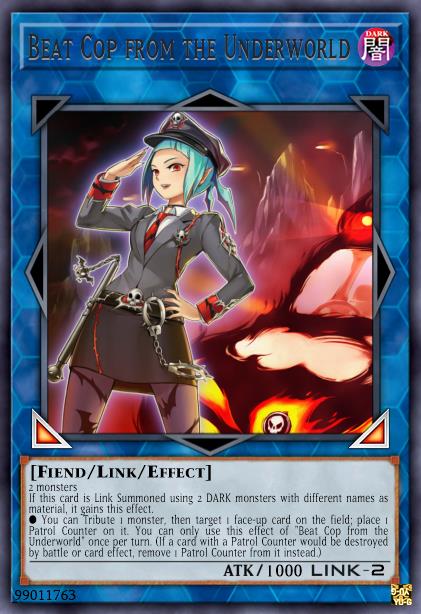 BEAT COP FROM THE UNDERWORLD
DARK
闇
[FIEND/LINK/EFFECT]
2 monsters
If this card is Link Summoned using 2 DARK monsters with different names as
material, it gains this effect.
● You can Tribute 1 monster, then target 1 face-up card on the field; place 1
Patrol Counter on it. You can only use this effect of "Beat Cop from the
Underworld" once per turn. (If a card with a Patrol Counter would be destroyed
by battle or card effect, remove 1 Patrol Counter from it instead.)
ATK/1000 LINK-2
99011763